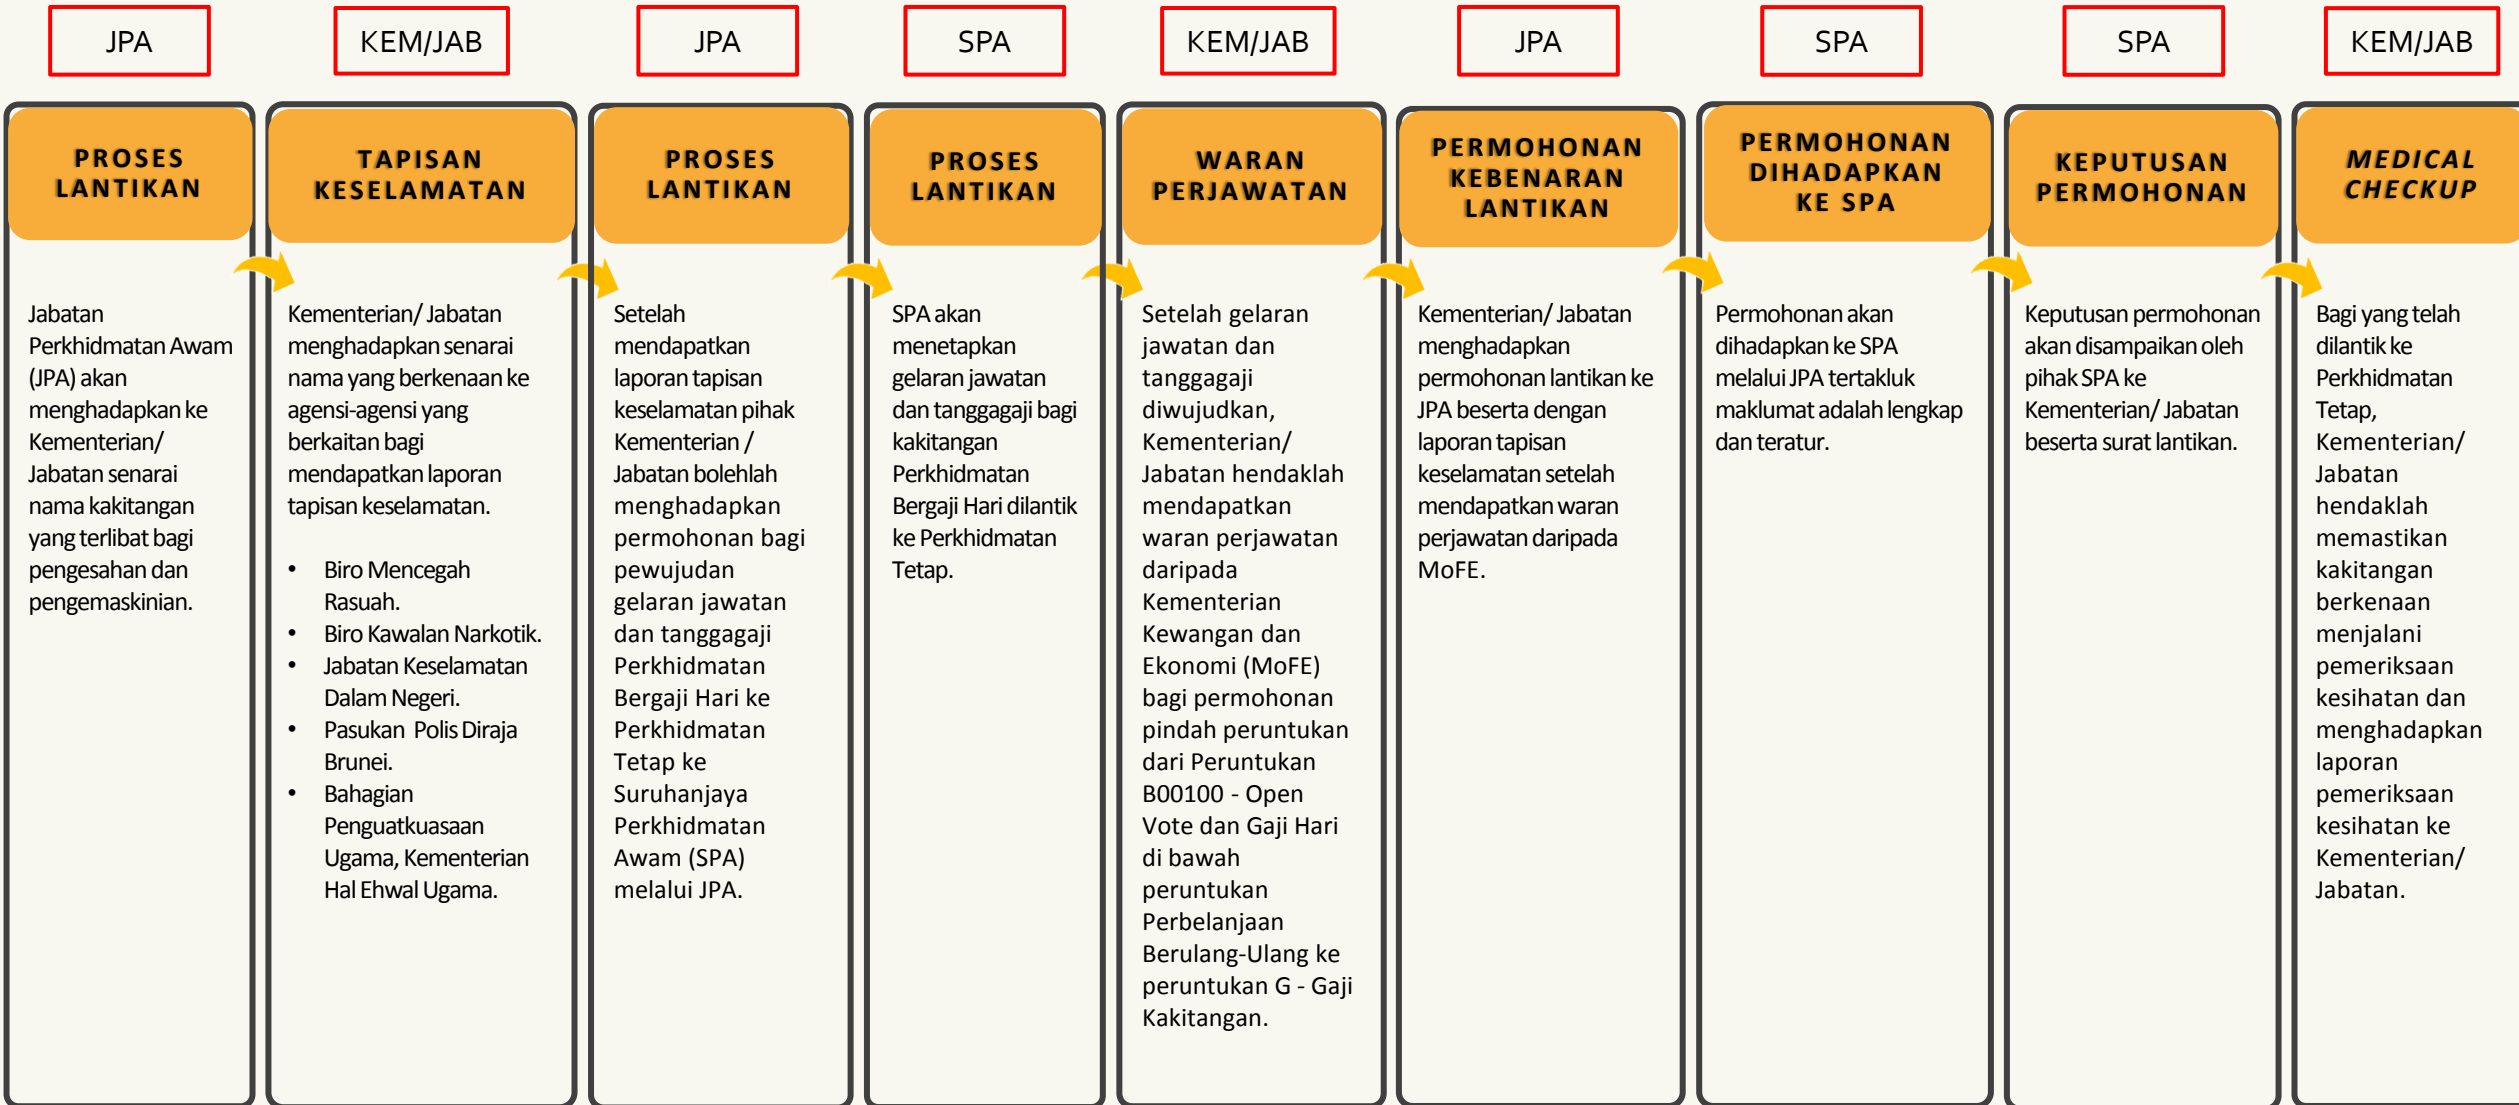 JPA
KEM/JAB
JPA
SPA
KEM/JAB
JPA
SPA
SPA
KEM/JAB
PROSES
LANTIKAN
Jabatan
Perkhidmatan Awam
(JPA) akan
menghadapkan ke
Kementerian/
Jabatan senarai
nama kakitangan
yang terlibat bagi
pengesahan dan
pengemaskinian.
TAPISAN
KESELAMATAN
Kementerian/ Jabatan
menghadapkan senarai
nama yang berkenaan ke
agensi-agensi yang
berkaitan bagi
mendapatkan laporan
tapisan keselamatan.
• Biro Mencegah
Rasuah.
• Biro Kawalan Narkotik.
• Jabatan Keselamatan
Dalam Negeri.
• Pasukan Polis Diraja
Brunei.
• Bahagian
Penguatkuasaan
Ugama, Kementerian
Hal Ehwal Ugama.
PROSES
LANTIKAN
Setelah
mendapatkan
laporan tapisan
keselamatan pihak
Kementerian /
Jabatan bolehlah
menghadapkan
permohonan bagi
pewujudan
gelaran jawatan
dan tanggagaji
Perkhidmatan
Bergaji Hari ke
Perkhidmatan
Tetap ke
Suruhanjaya
Perkhidmatan
Awam (SPA)
melalui JPA.
PROSES
LANTIKAN
SPA akan
menetapkan
gelaran jawatan
dan tanggagaji bagi
kakitangan
Perkhidmatan
Bergaji Hari dilantik
ke Perkhidmatan
Tetap.
WARAN
PERJAWATAN
Setelah gelaran
jawatan dan
tanggagaji
diwujudkan,
Kementerian/
Jabatan hendaklah
mendapatkan
waran perjawatan
daripada
Kementerian
Kewangan dan
Ekonomi (MoFE)
bagi permohonan
pindah peruntukan
dari Peruntukan
B00100 - Open
Vote dan Gaji Hari
di bawah
peruntukan
Perbelanjaan
Berulang-Ulang ke
peruntukan G - Gaji
Kakitangan.
PERMOHONAN
KEBENARAN
LANTIKAN
Kementerian/ Jabatan
menghadapkan
permohonan lantikan ke
JPA beserta dengan
laporan tapisan
keselamatan setelah
mendapatkan waran
perjawatan daripada
MoFE.
PERMOHONAN
DIHADAPKAN
KE SPA
Permohonan akan
dihadapkan ke SPA
melalui JPA tertakluk
maklumat adalah lengkap
dan teratur.
KEPUTUSAN
PERMOHONAN
Keputusan permohonan
akan disampaikan oleh
pihak SPA ke
Kementerian/ Jabatan
beserta surat lantikan.
MEDICAL
CHECKUP
Bagi yang telah
dilantik ke
Perkhidmatan
Tetap,
Kementerian/
Jabatan
hendaklah
memastikan
kakitangan
berkenaan
menjalani
pemeriksaan
kesihatan dan
menghadapkan
laporan
pemeriksaan
kesihatan ke
Kementerian/
Jabatan.